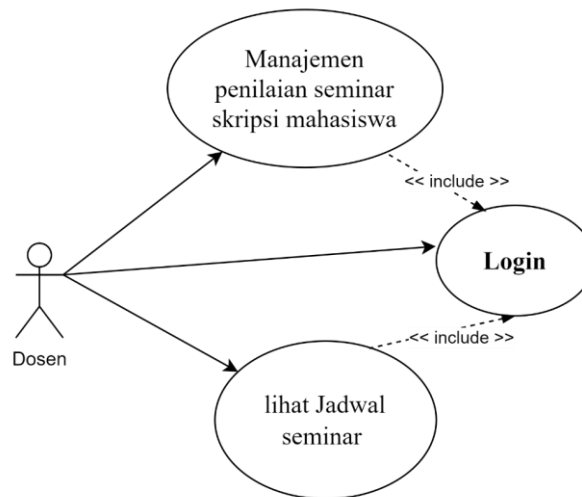 Manajemen
penilaian seminar
skripsi mahasiswa
<< include >>
Login
Dosen
<< include >>
lihat Jadwal
seminar